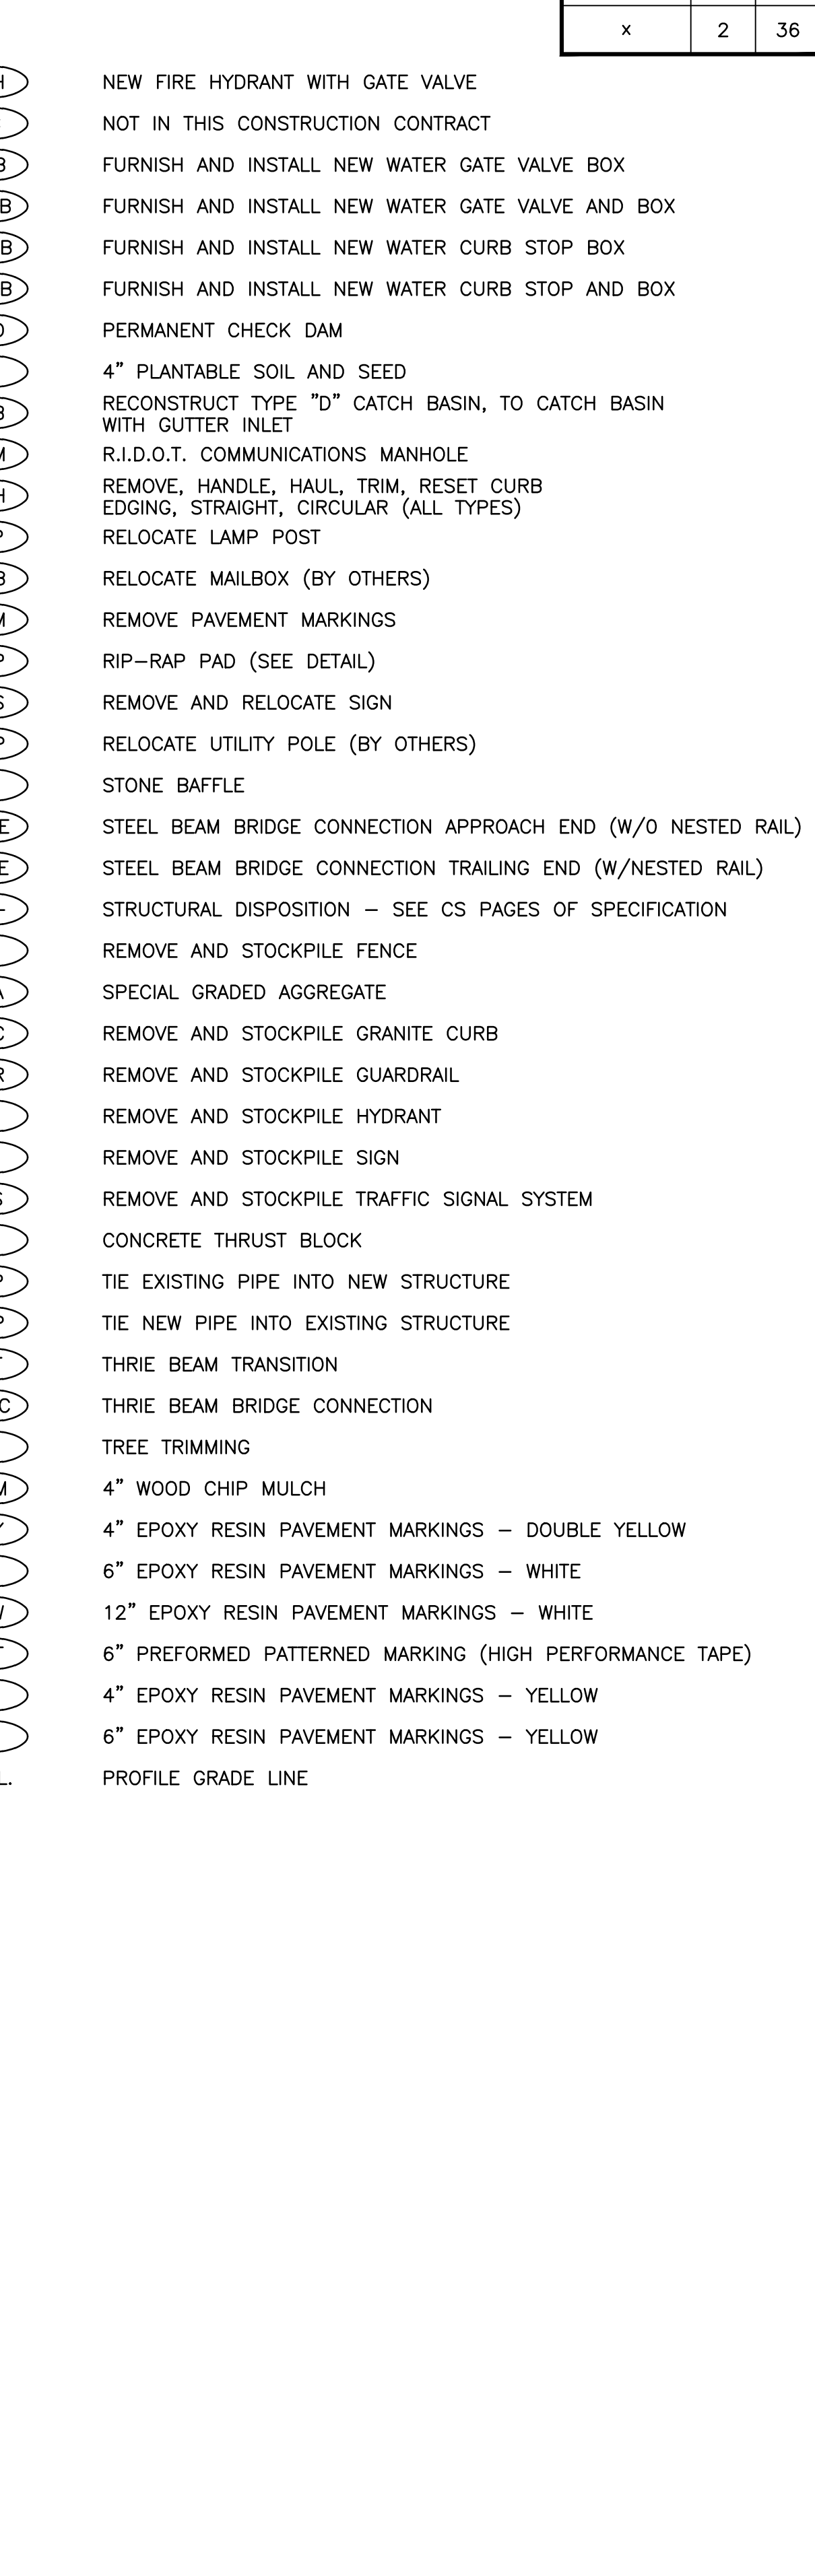 x 2 36
H NEW FIRE HYDRANT WITH GATE VALVE
NOT IN THIS CONSTRUCTION CONTRACT
B FURNISH AND INSTALL NEW WATER GATE VALVE BOX
B FURNISH AND INSTALL NEW WATER GATE VALVE AND BOX
B FURNISH AND INSTALL NEW WATER CURB STOP BOX
B FURNISH AND INSTALL NEW WATER CURB STOP AND BOX
D PERMANENT CHECK DAM
4” PLANTABLE SOIL AND SEED
B RECONSTRUCT TYPE ”D” CATCH BASIN, TO CATCH BASIN
WITH GUTTER INLET
M R.I.D.O.T. COMMUNICATIONS MANHOLE
H REMOVE, HANDLE, HAUL, TRIM, RESET CURB
EDGING, STRAIGHT, CIRCULAR (ALL TYPES)
P RELOCATE LAMP POST
B RELOCATE MAILBOX (BY OTHERS)
M REMOVE PAVEMENT MARKINGS
P RIP-RAP PAD (SEE DETAIL)
S REMOVE AND RELOCATE SIGN
P RELOCATE UTILITY POLE (BY OTHERS)
STONE BAFFLE
E STEEL BEAM BRIDGE CONNECTION APPROACH END (W/O NESTED RAIL)
E STEEL BEAM BRIDGE CONNECTION TRAILING END (W/NESTED RAIL)
STRUCTURAL DISPOSITION – SEE CS PAGES OF SPECIFICATION
REMOVE AND STOCKPILE FENCE
A SPECIAL GRADED AGGREGATE
C REMOVE AND STOCKPILE GRANITE CURB
R REMOVE AND STOCKPILE GUARDRAIL
REMOVE AND STOCKPILE HYDRANT
REMOVE AND STOCKPILE SIGN
S REMOVE AND STOCKPILE TRAFFIC SIGNAL SYSTEM
CONCRETE THRUST BLOCK
P TIE EXISTING PIPE INTO NEW STRUCTURE
P TIE NEW PIPE INTO EXISTING STRUCTURE
T THRIE BEAM TRANSITION
C THRIE BEAM BRIDGE CONNECTION
TREE TRIMMING
M 4” WOOD CHIP MULCH
Y 4” EPOXY RESIN PAVEMENT MARKINGS – DOUBLE YELLOW
6” EPOXY RESIN PAVEMENT MARKINGS – WHITE
W 12” EPOXY RESIN PAVEMENT MARKINGS – WHITE
T 6” PREFORMED PATTERNED MARKING (HIGH PERFORMANCE TAPE)
4” EPOXY RESIN PAVEMENT MARKINGS – YELLOW
6” EPOXY RESIN PAVEMENT MARKINGS – YELLOW
L. PROFILE GRADE LINE